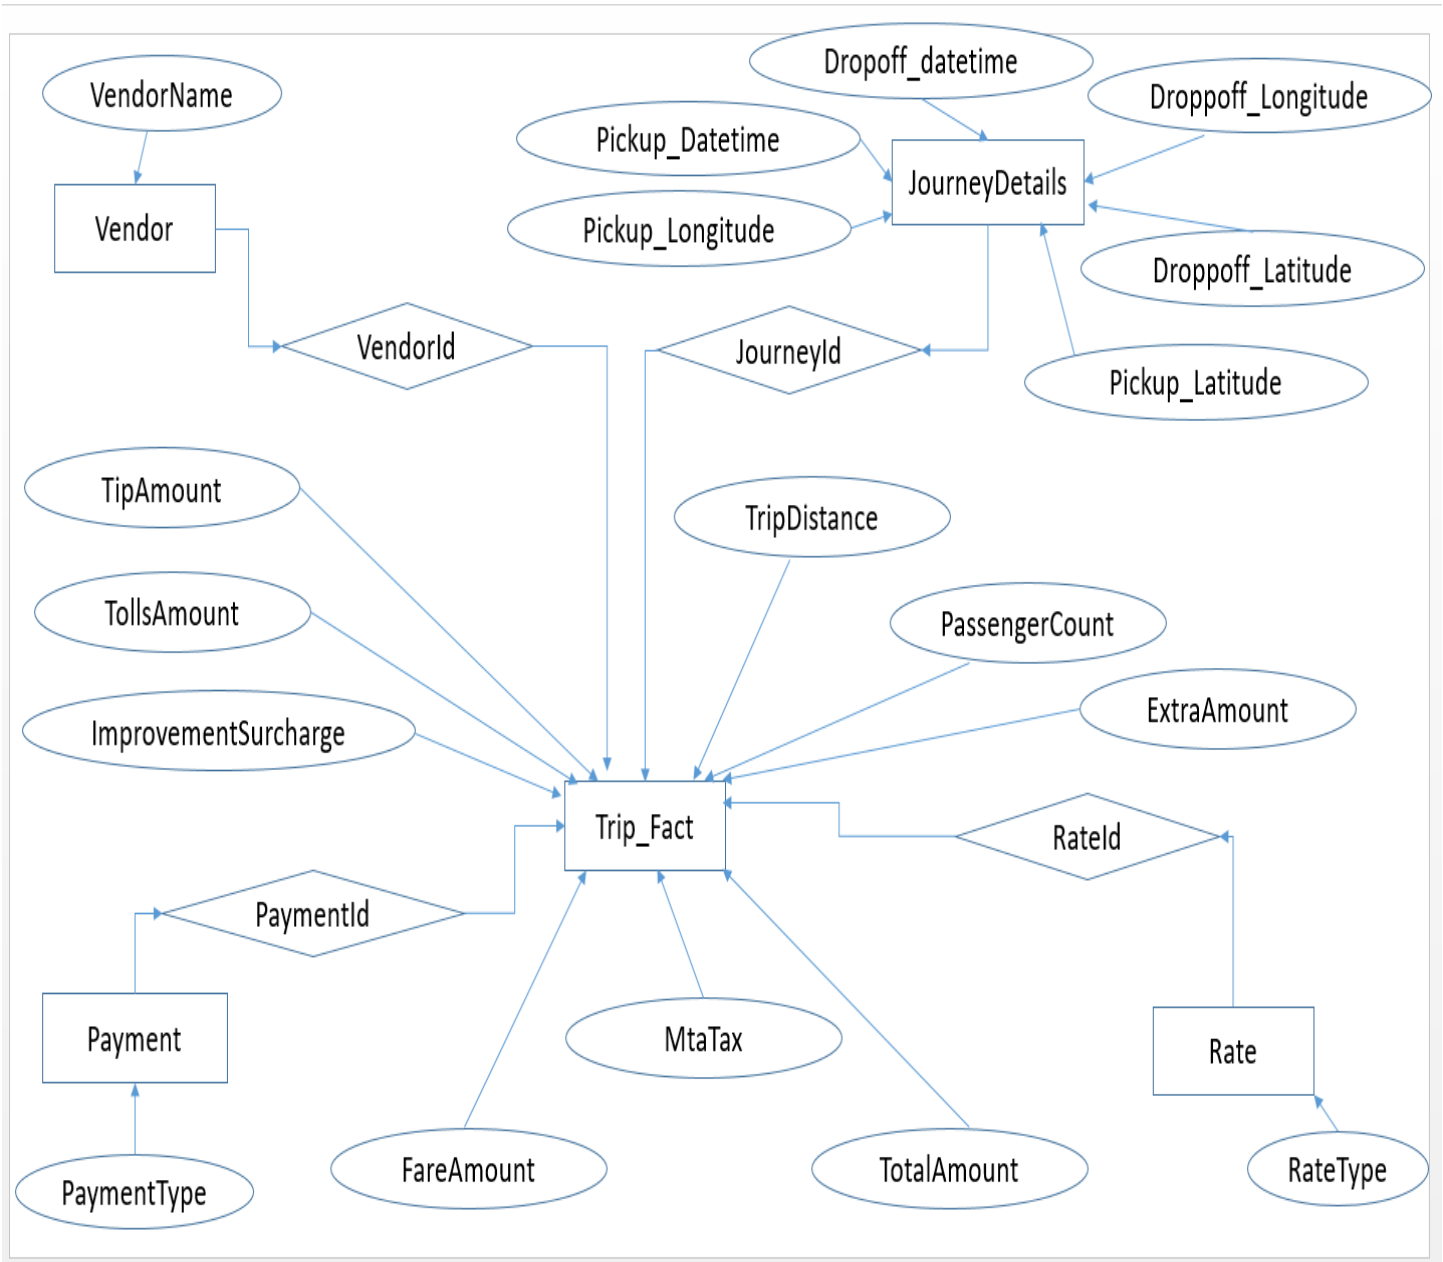 Dropoff_datetime
VendorName
Droppoff_Longitude
Pickup_Datetime
JourneyDetails
Vendor
Pickup_Longitude
Droppoff_Latitude
VendorId
JourneyId
Pickup_Latitude
TipAmount
TripDistance
TollsAmount
PassengerCount
ExtraAmount
ImprovementSurcharge
Trip_Fact
RateId
PaymentId
Payment
MtaTax
Rate
FareAmount
TotalAmount
RateType
PaymentType